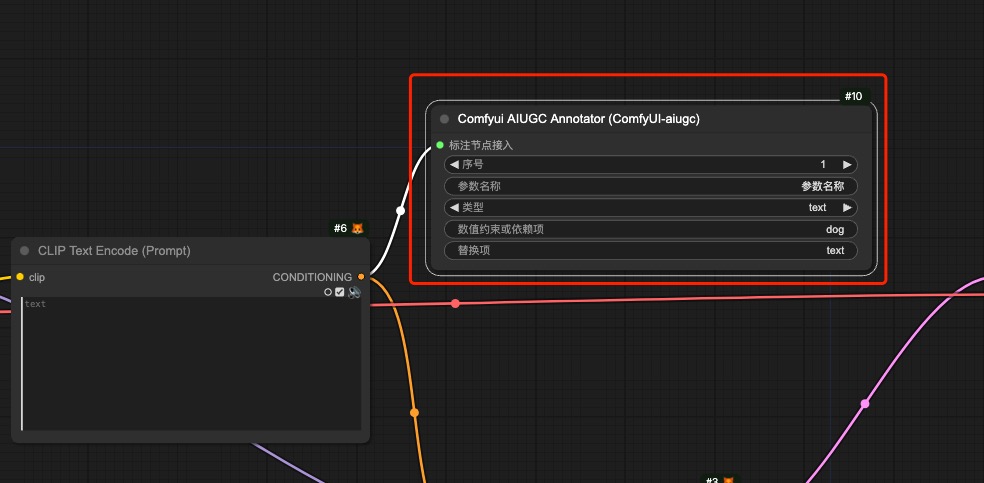 #10
Comfyui AIUGC Annotator (ComfyUI-aiugc)
标注节点接入
序号 1
参数名称 参数名称
类型 text
数值约束或依赖项 dog
替换项 text
#6
CLIP Text Encode (Prompt)
clip CONDITIONING
text
#3